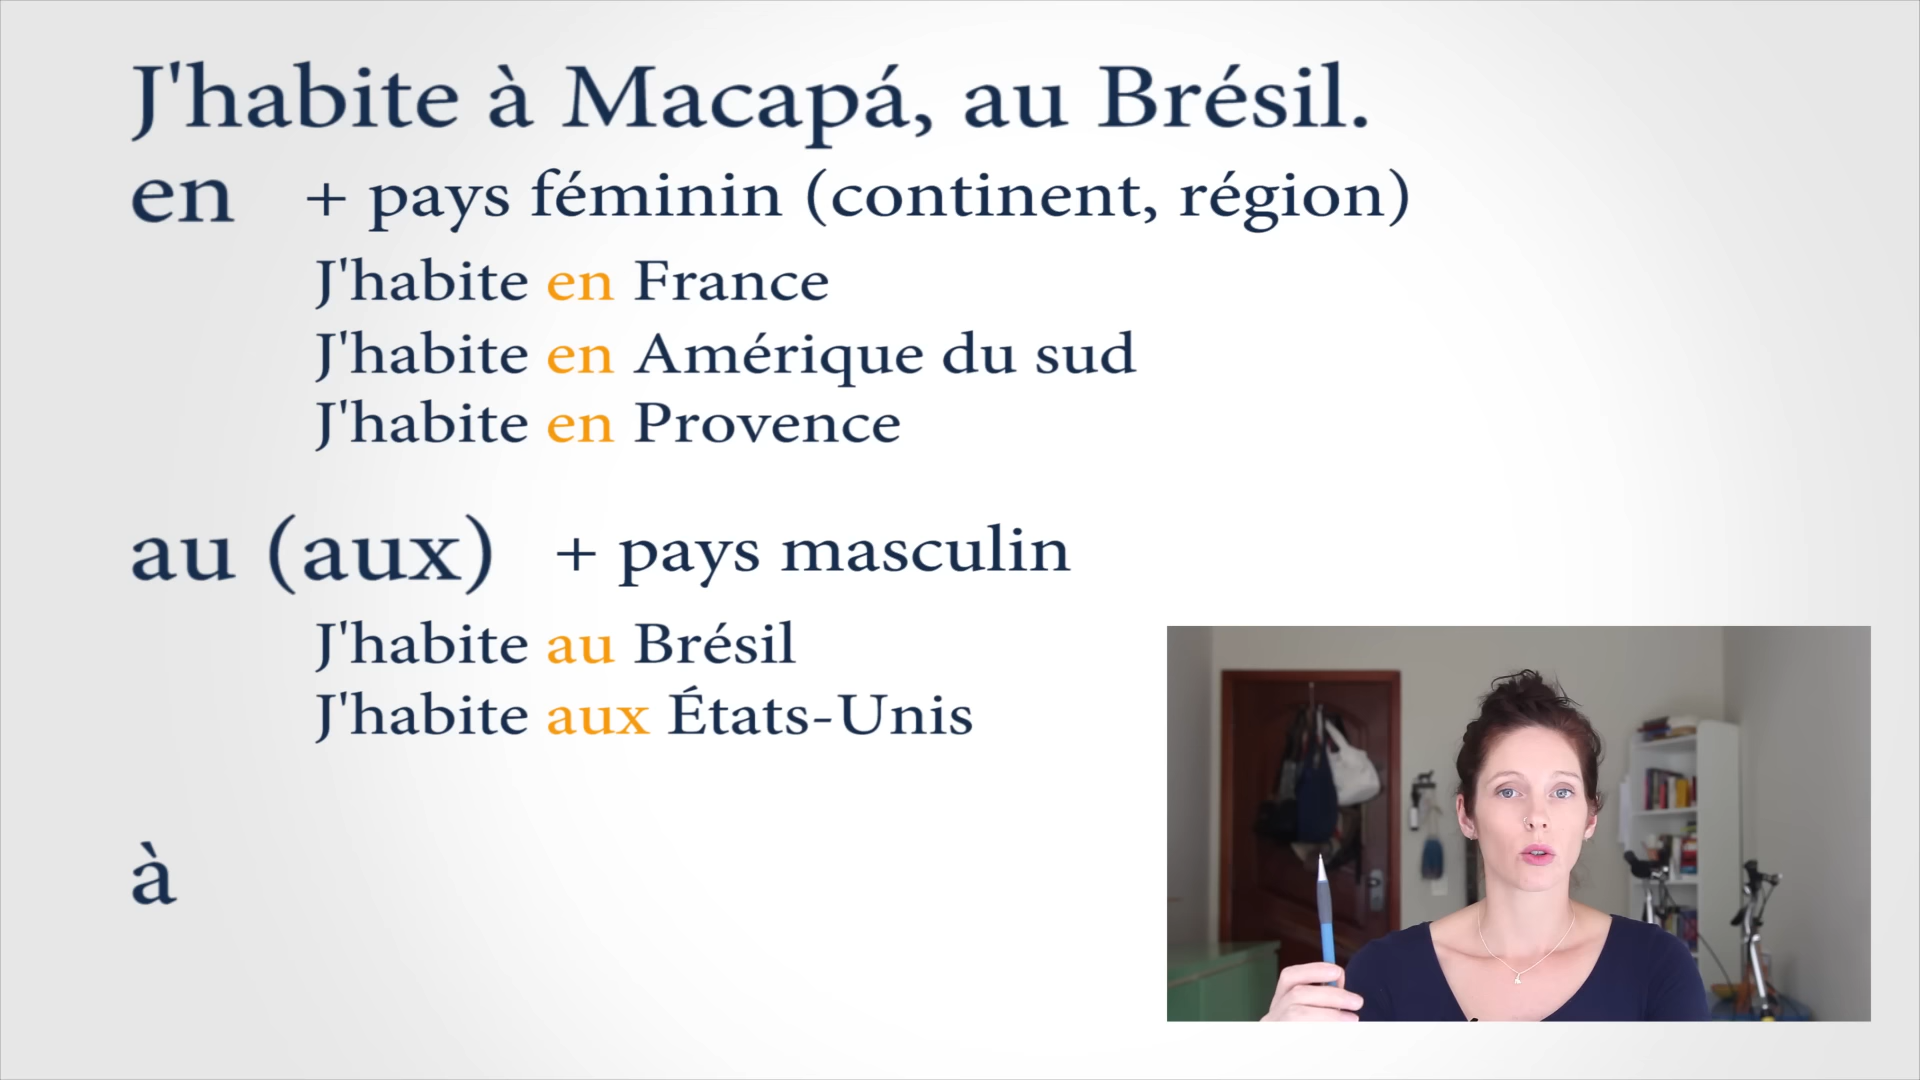 J'habite à Macapá, au Brésil.
en + pays féminin (continent, région)
J'habite en France
J'habite en Amérique du sud
J'habite en Provence
au (aux) + pays masculin
J'habite au Brésil
J'habite aux États-Unis
à